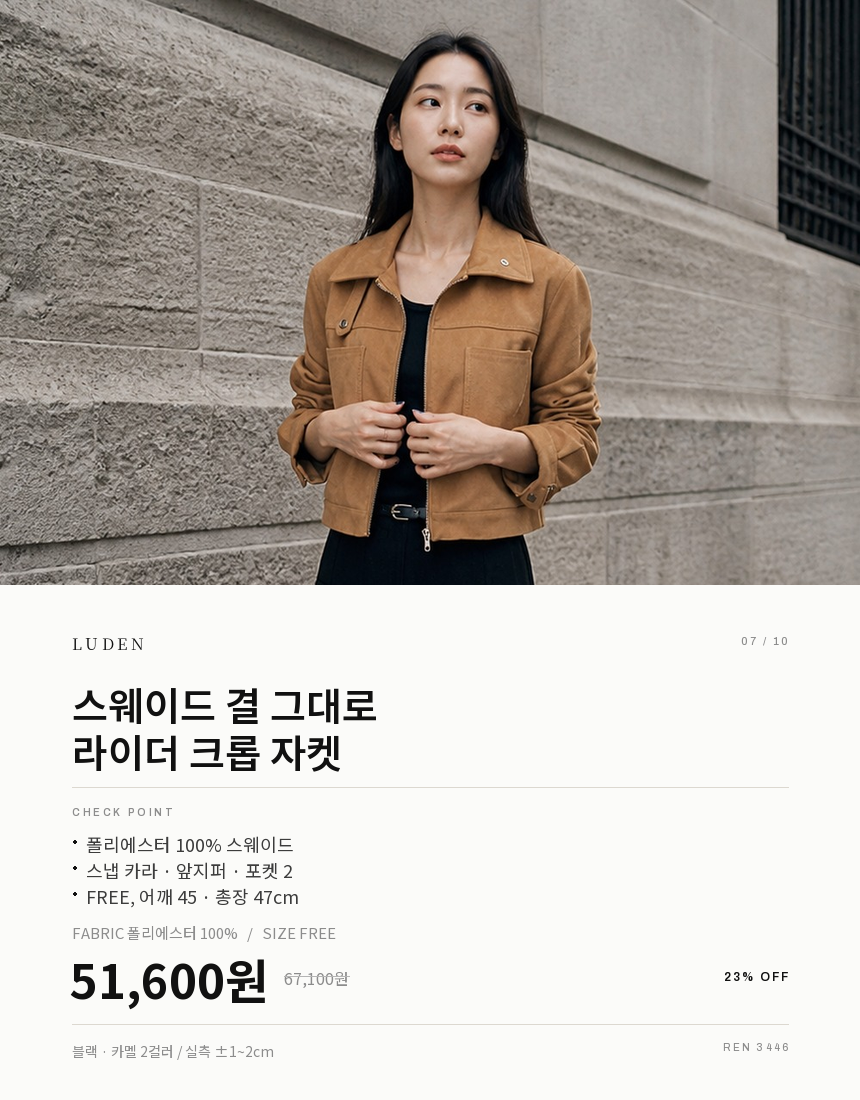 LUDEN
07 / 10
스웨이드 결 그대로
라이더 크롭 자켓
CHECK POINT
• 폴리에스터 100% 스웨이드
• 스냅 카라 · 앞지퍼 · 포켓 2
• FREE, 어깨 45 · 총장 47cm
FABRIC 폴리에스터 100% / SIZE FREE
51,600원 67,100원
23% OFF
블랙 · 카멜 2컬러 / 실측 ±1~2cm
REN 3446